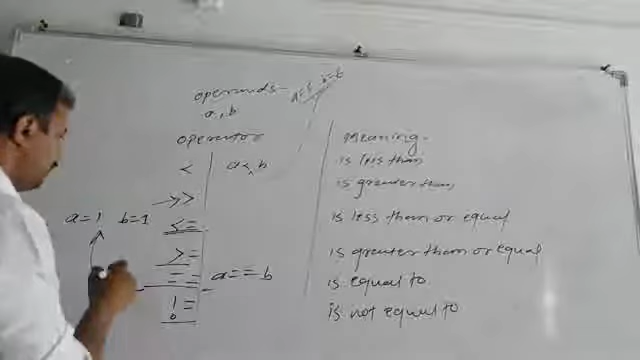 operands-
a, b
operator Meaning-
< a < b is less than
> is greater than
a=1 b=1 <= is less than or equal
>= is greater than or equal
== a==b is equal to
!= is not equal to